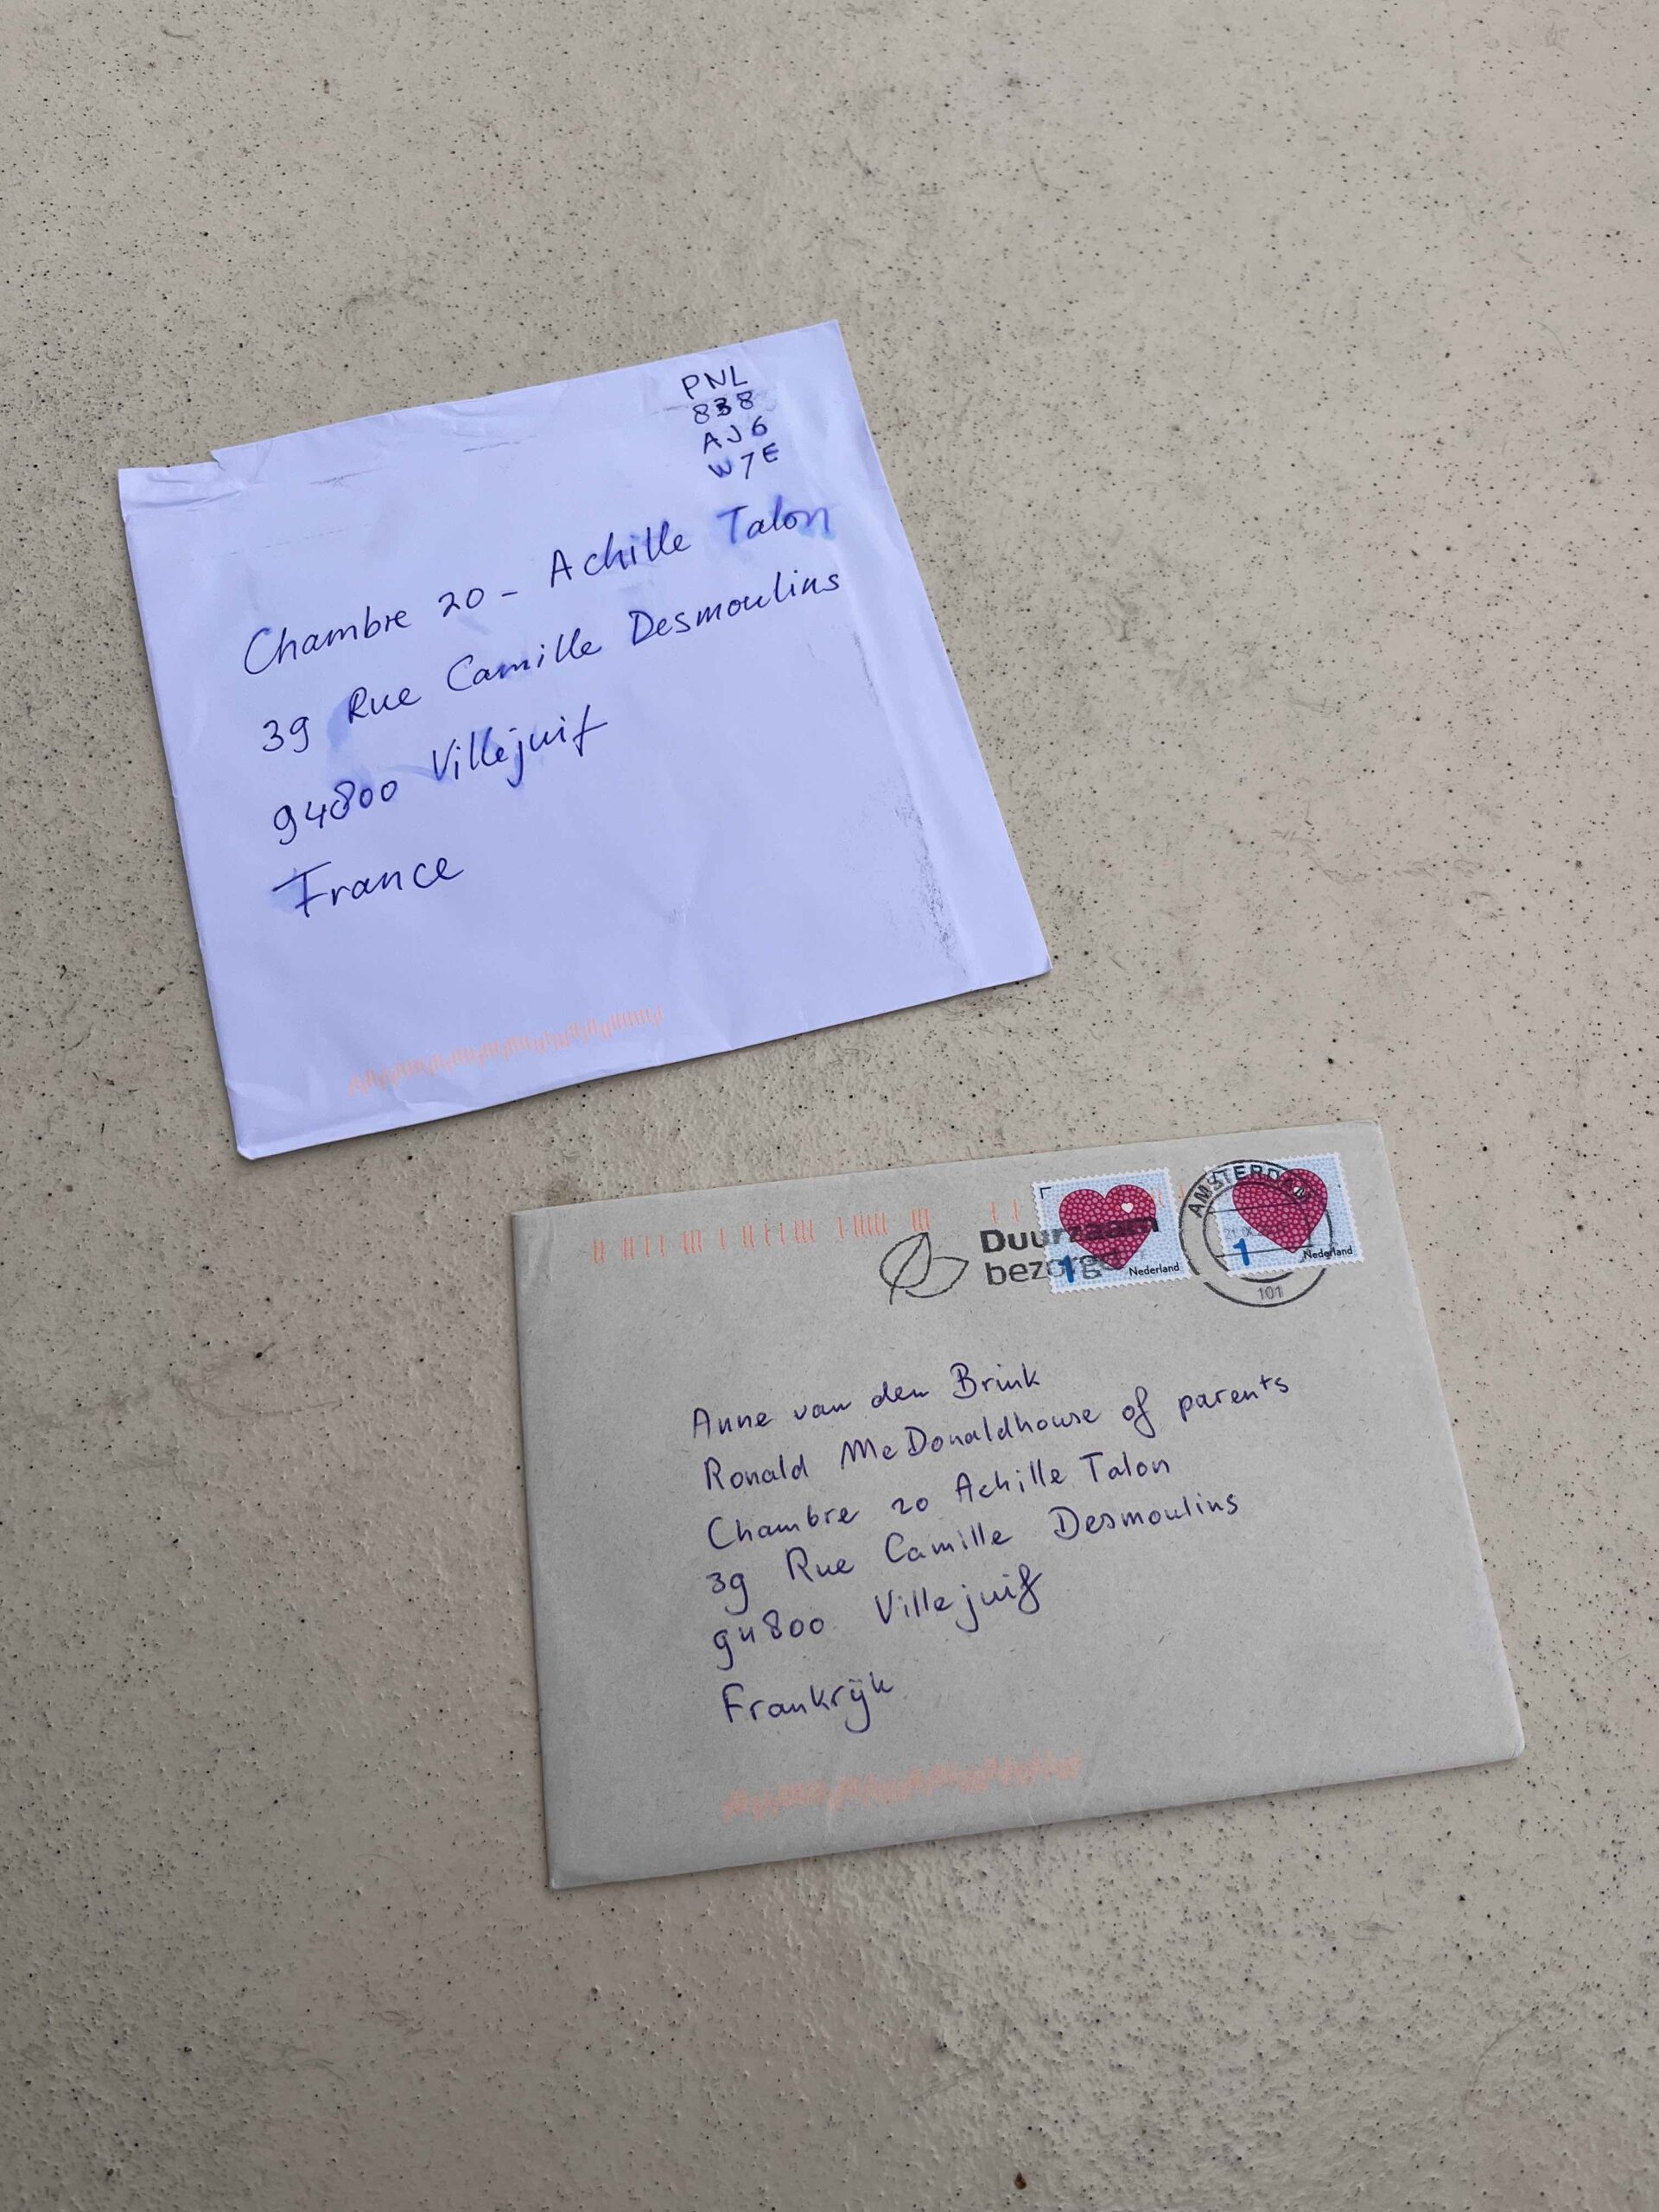 PNL
838
AJ6
W7E
Chambre 20 - Achille Talon
39 Rue Camille Desmoulins
94800 Villejuif
France
Duurzaam
bezorgd
1 Nederland
AMSTERDAM
1 Nederland
101
Anne van den Brink
Ronald McDonaldhouse of parents
Chambre 20 Achille Talon
39 Rue Camille Desmoulins
94800 Villejuif
Frankrijk